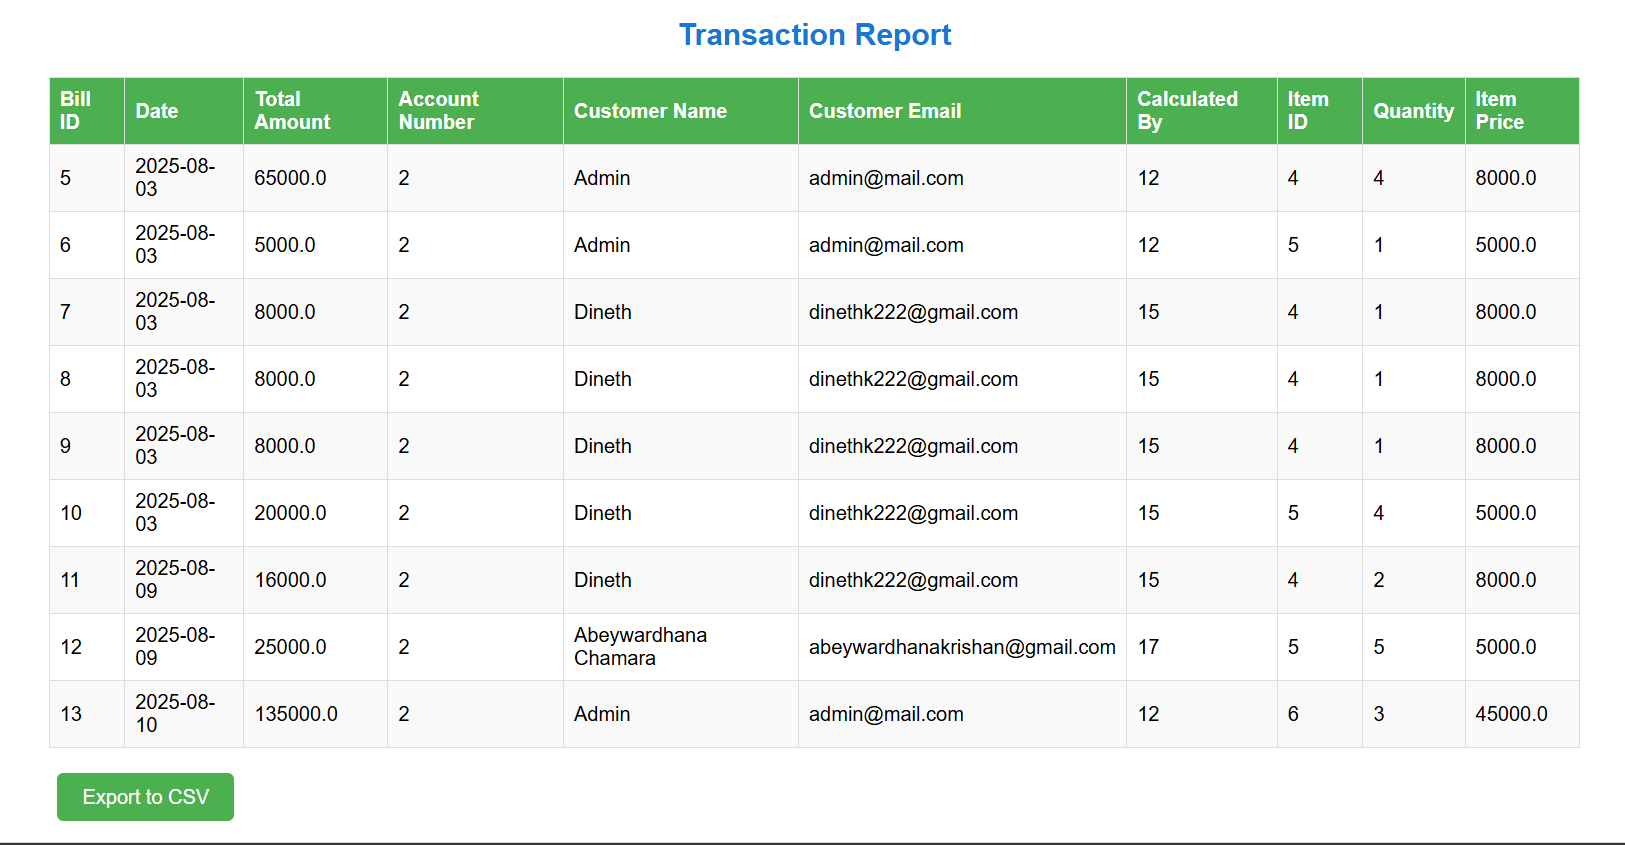 Transaction Report
Bill ID Date Total Amount Account Number Customer Name Customer Email Calculated By Item ID Quantity Item Price
5 2025-08-03 65000.0 2 Admin admin@mail.com 12 4 4 8000.0
6 2025-08-03 5000.0 2 Admin admin@mail.com 12 5 1 5000.0
7 2025-08-03 8000.0 2 Dineth dinethk222@gmail.com 15 4 1 8000.0
8 2025-08-03 8000.0 2 Dineth dinethk222@gmail.com 15 4 1 8000.0
9 2025-08-03 8000.0 2 Dineth dinethk222@gmail.com 15 4 1 8000.0
10 2025-08-03 20000.0 2 Dineth dinethk222@gmail.com 15 5 4 5000.0
11 2025-08-09 16000.0 2 Dineth dinethk222@gmail.com 15 4 2 8000.0
12 2025-08-09 25000.0 2 Abeywardhana Chamara abeywardhanakrishan@gmail.com 17 5 5 5000.0
13 2025-08-10 135000.0 2 Admin admin@mail.com 12 6 3 45000.0
Export to CSV